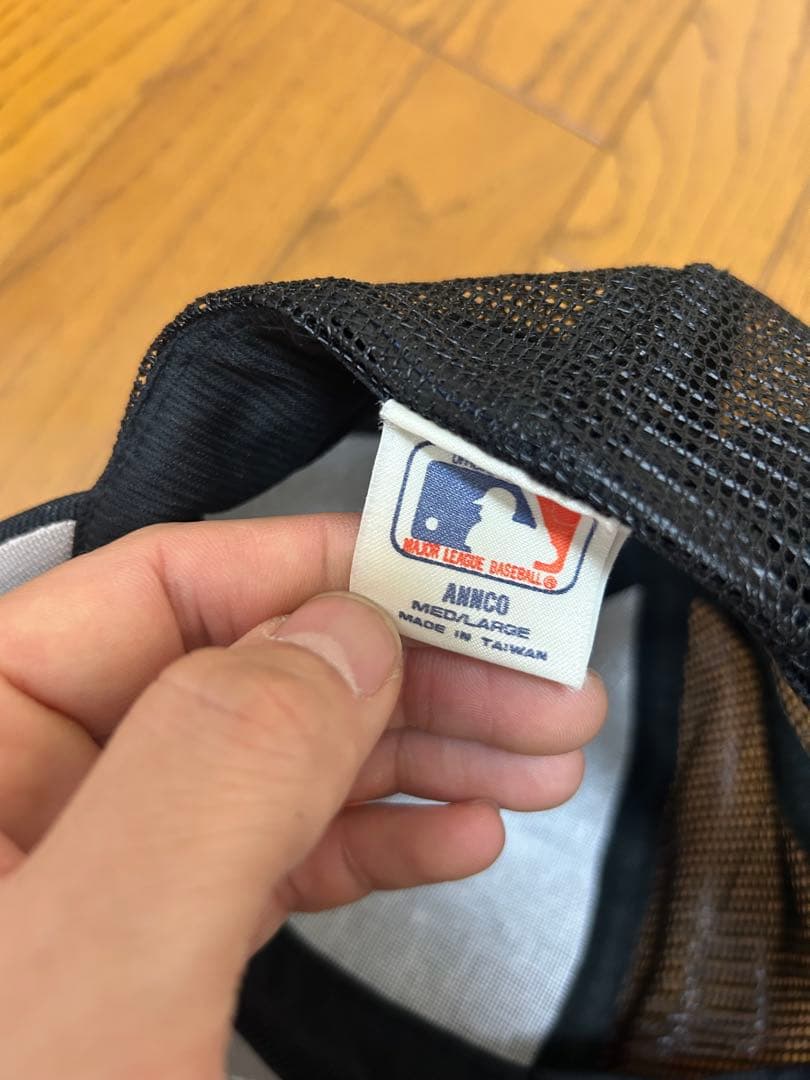 MAJOR LEAGUE BASEBALL®
ANNCO
MED/LARGE
MADE IN TAIWAN